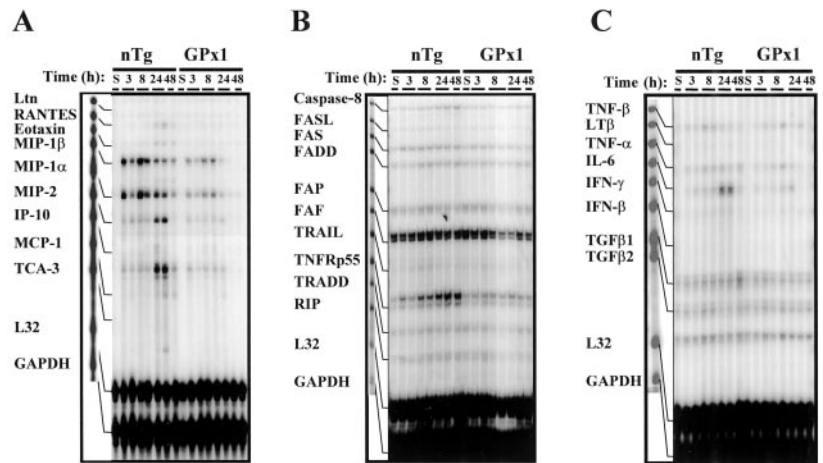 A
nTg GPx1
Time (h): S 3 8 24 48 S 3 8 24 48
Ltn
RANTES
Eotaxin
MIP-1β
MIP-1α
MIP-2
IP-10
MCP-1
TCA-3
L32
GAPDH
B
nTg GPx1
Time (h): S 3 8 24 48 S 3 8 24 48
Caspase-8
FASL
FAS
FADD
FAP
FAF
TRAIL
TNFRp55
TRADD
RIP
L32
GAPDH
C
nTg GPx1
Time (h): S 3 8 24 48 S 3 8 24 48
TNF-β
LTβ
TNF-α
IL-6
IFN-γ
IFN-β
TGFβ1
TGFβ2
L32
GAPDH